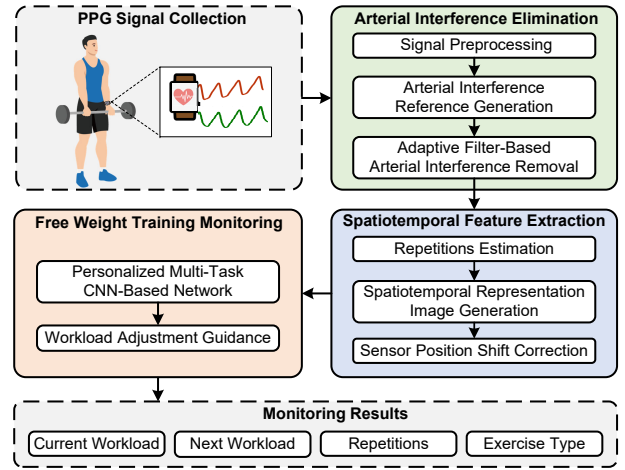 PPG Signal Collection
Arterial Interference Elimination
Signal Preprocessing
Arterial Interference
Reference Generation
Adaptive Filter-Based
Arterial Interference Removal
Free Weight Training Monitoring
Personalized Multi-Task
CNN-Based Network
Workload Adjustment Guidance
Spatiotemporal Feature Extraction
Repetitions Estimation
Spatiotemporal Representation
Image Generation
Sensor Position Shift Correction
Monitoring Results
Current Workload
Next Workload
Repetitions
Exercise Type